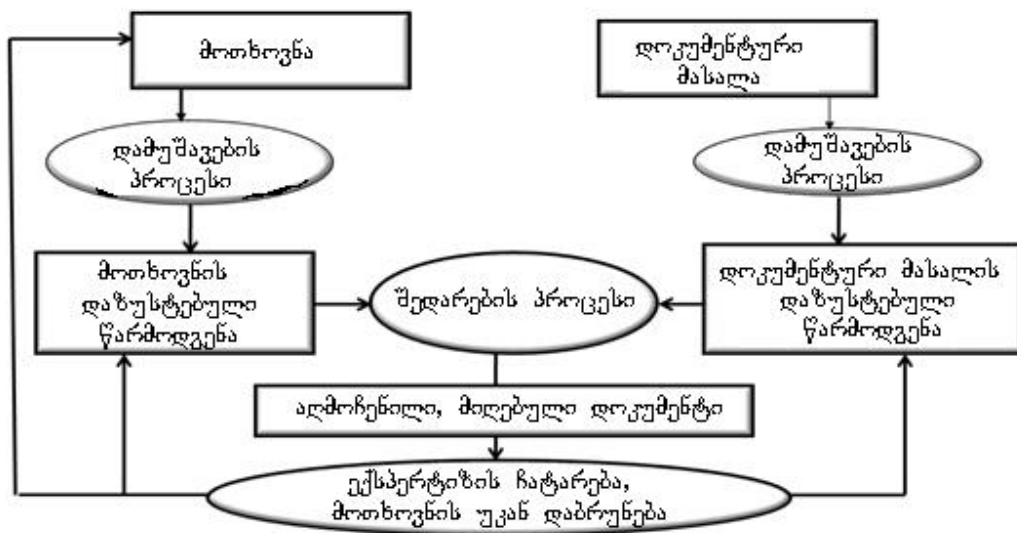 მოთხოვნა
დოკუმენტური
მასალა
დამუშავების
პროცესი
დამუშავების
პროცესი
მოთხოვნის
დაზუსტებული
წარმოდგენა
შედარების პროცესი
დოკუმენტური მასალის
დაზუსტებული
წარმოდგენა
აღმოჩენილი, მიღებული დოკუმენტი
ექსპერტიზის ჩატარება,
მოთხოვნის უკან დაბრუნება